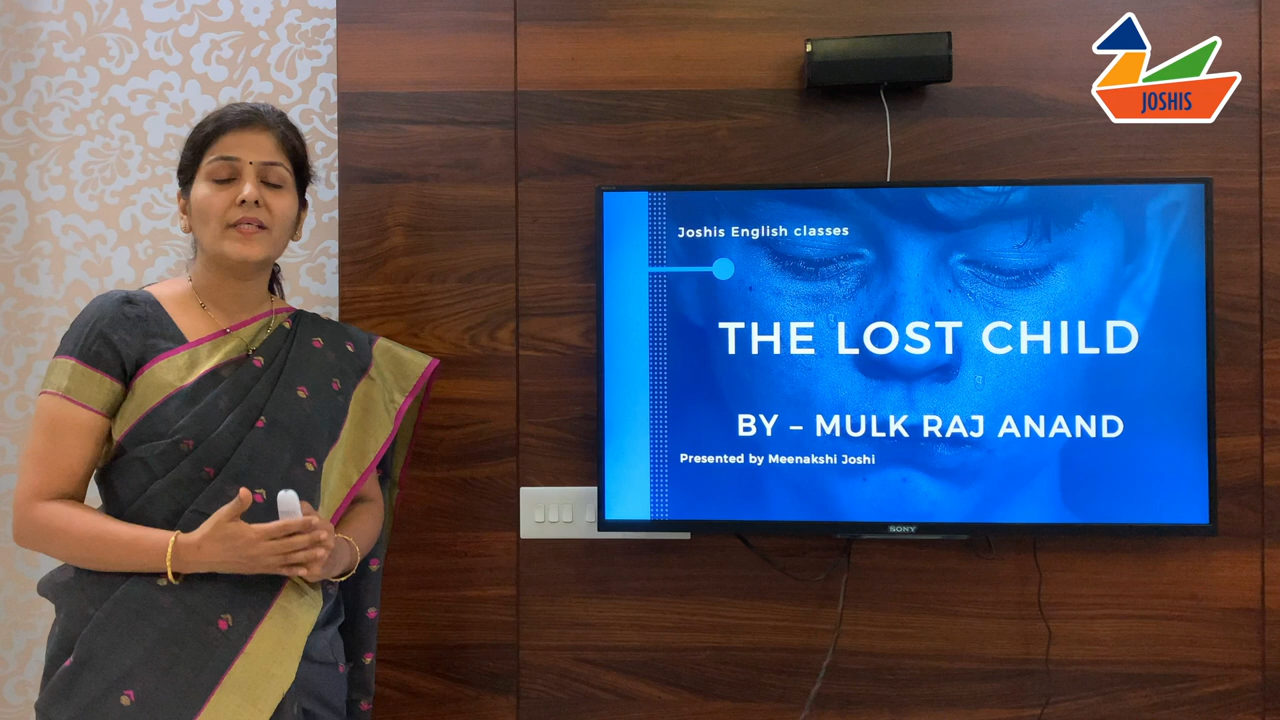 JOSHIS
Joshis English classes
THE LOST CHILD
BY – MULK RAJ ANAND
Presented by Meenakshi Joshi
SONY